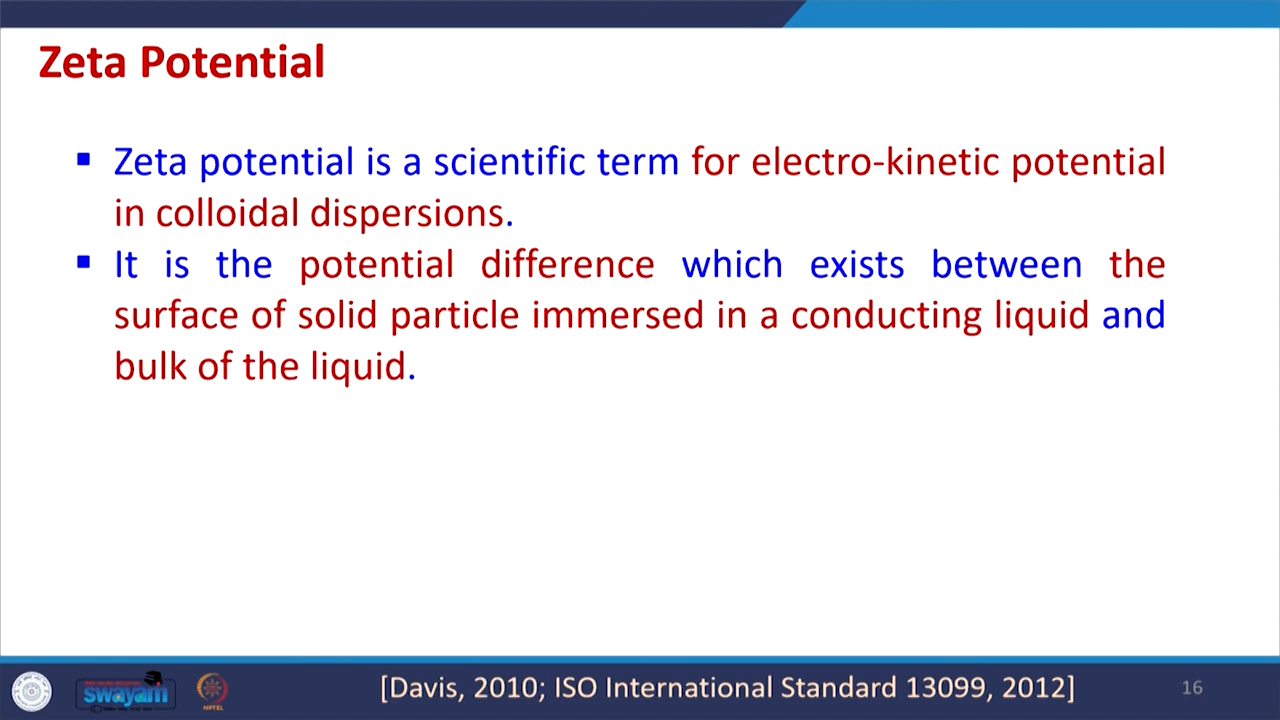 Zeta Potential
▪ Zeta potential is a scientific term for electro-kinetic potential
in colloidal dispersions.
▪ It is the potential difference which exists between the
surface of solid particle immersed in a conducting liquid and
bulk of the liquid.
swayam
NPTEL
[Davis, 2010; ISO International Standard 13099, 2012]
16